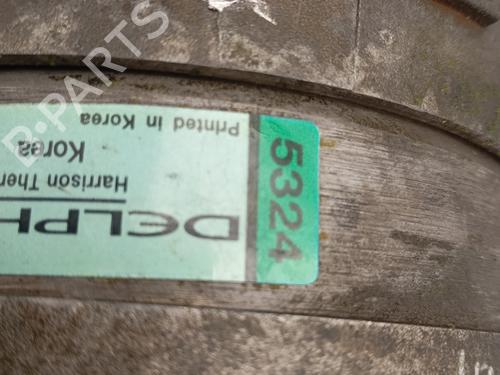 DELPH
Harrison Ther
Korea
Printed in Korea
5324
B-PARTS